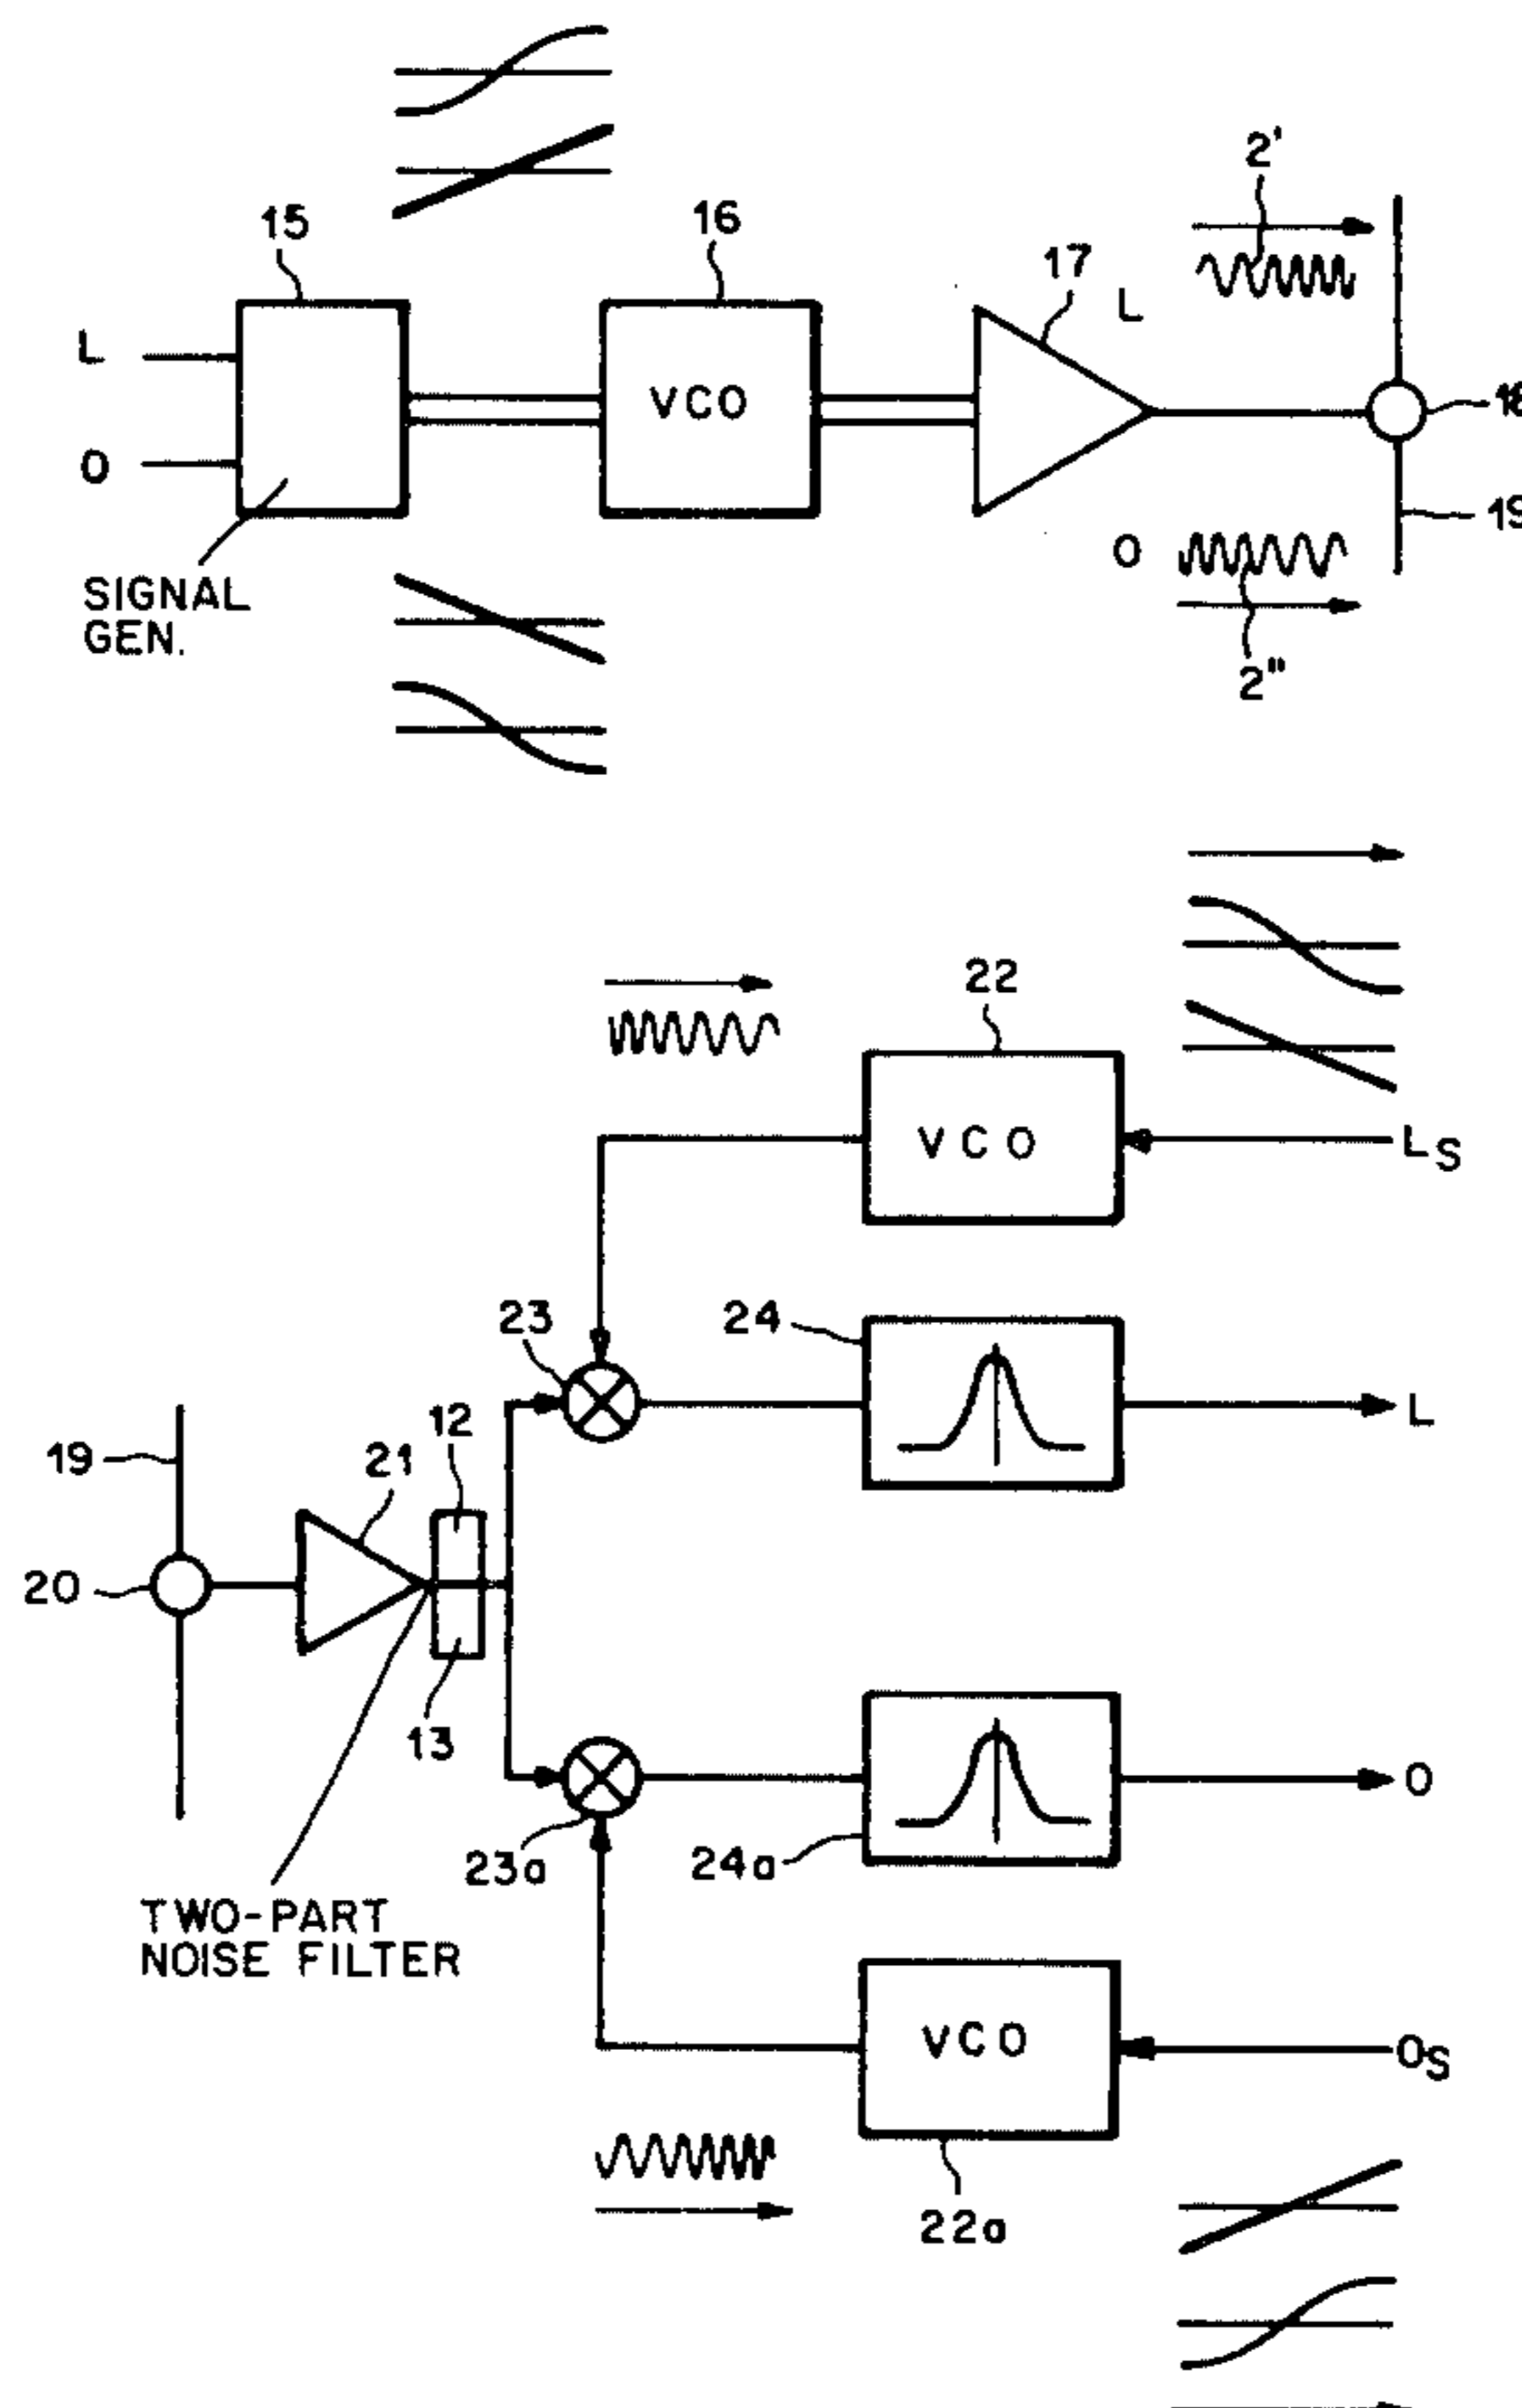 2'
15
16
17
L
L
VCO
18
O
19
O
SIGNAL
GEN.
2"
22
VCO
LS
23
24
12
L
19
21
20
13
O
23a
24a
TWO-PART
NOISE FILTER
VCO
OS
22a